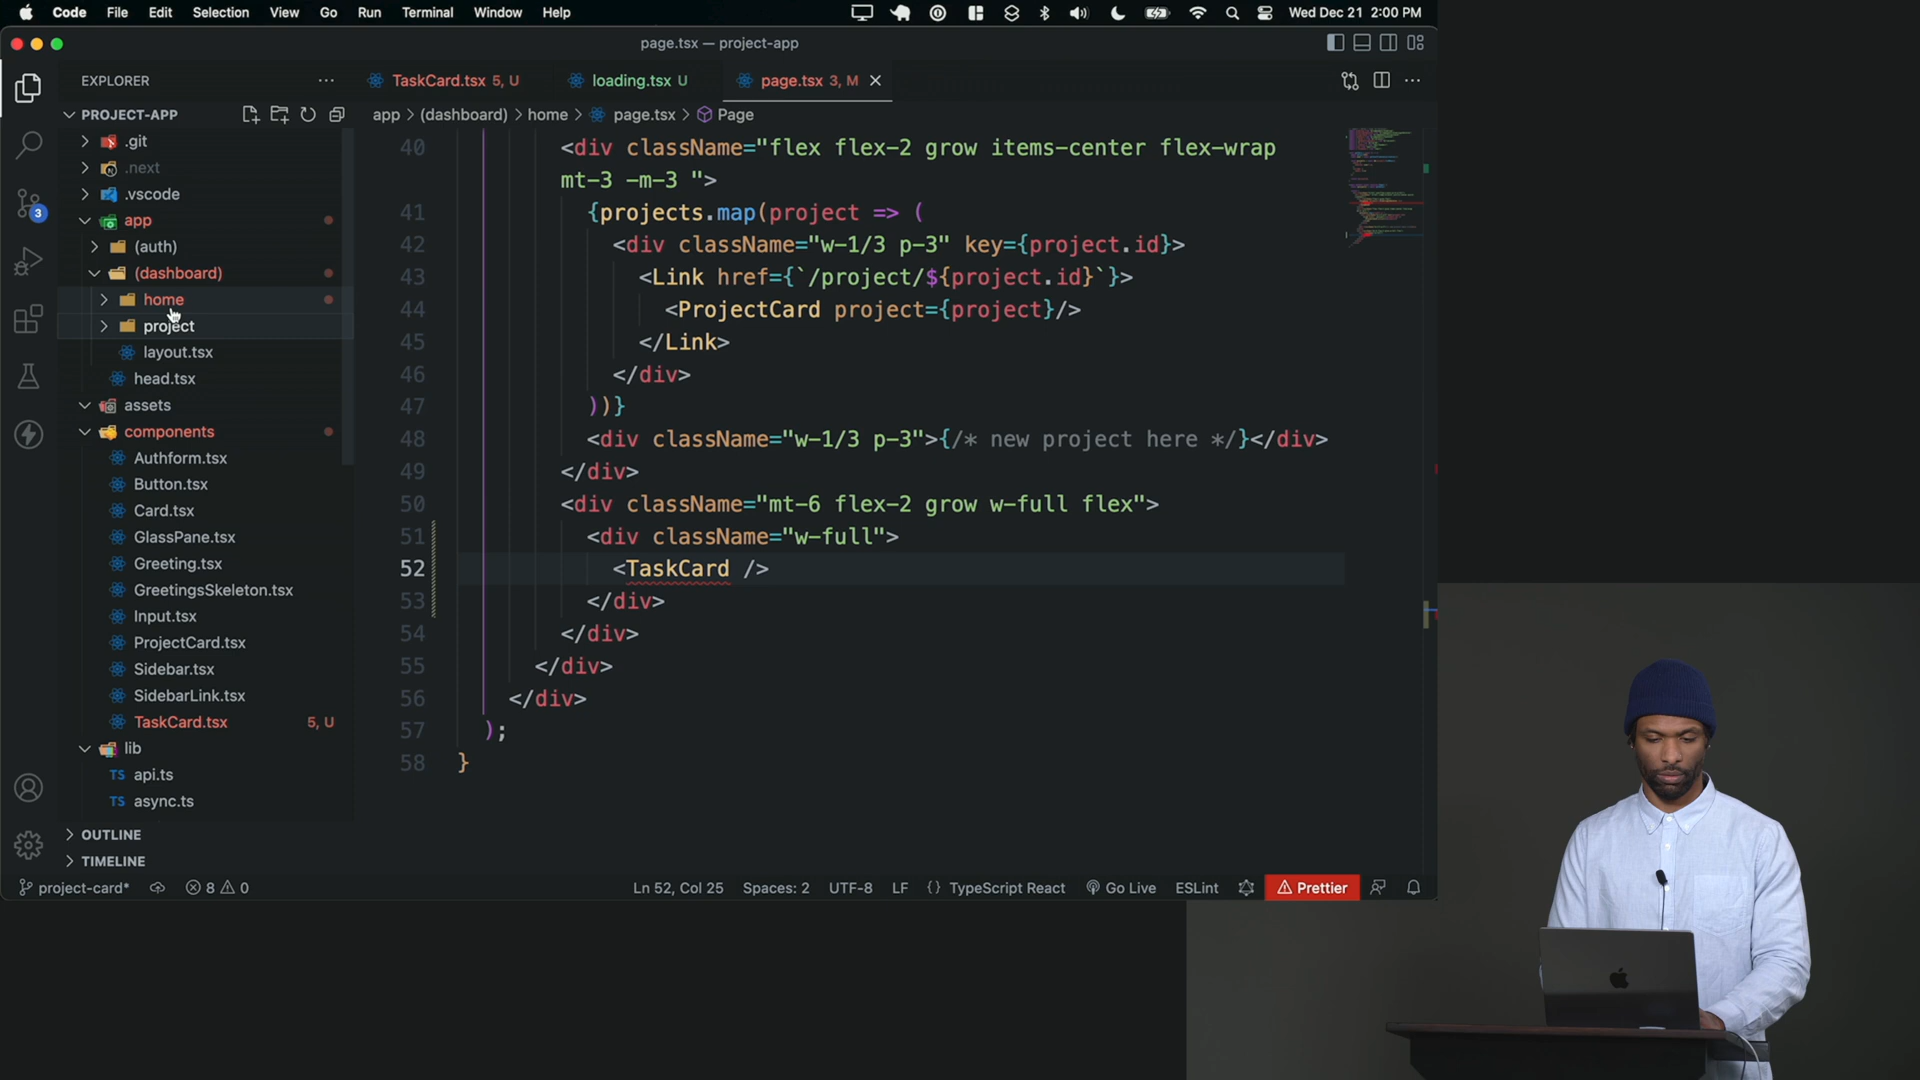 Code File Edit Selection View Go Run Terminal Window Help Wed Dec 21 2:00 PM
page.tsx — project-app
EXPLORER
TaskCard.tsx 5, U
loading.tsx U
page.tsx 3, M
PROJECT-APP
app > (dashboard) > home > page.tsx > Page
.git
.next
.vscode
app
(auth)
(dashboard)
home
project
layout.tsx
head.tsx
assets
components
Authform.tsx
Button.tsx
Card.tsx
GlassPane.tsx
Greeting.tsx
GreetingsSkeleton.tsx
Input.tsx
ProjectCard.tsx
Sidebar.tsx
SidebarLink.tsx
TaskCard.tsx 5, U
lib
TS api.ts
TS async.ts
OUTLINE
TIMELINE
3
40 <div className="flex flex-2 grow items-center flex-wrap
mt-3 -m-3 ">
41 {projects.map(project => (
42 <div className="w-1/3 p-3" key={project.id}>
43 <Link href={`/project/${project.id}`}>
44 <ProjectCard project={project}/>
45 </Link>
46 </div>
47 ))}
48 <div className="w-1/3 p-3">{/* new project here */}</div>
49 </div>
50 <div className="mt-6 flex-2 grow w-full flex">
51 <div className="w-full">
52 <TaskCard />
53 </div>
54 </div>
55 </div>
56 </div>
57 );
58 }
project-card* 8 0 Ln 52, Col 25 Spaces: 2 UTF-8 LF {} TypeScript React Go Live ESLint Prettier